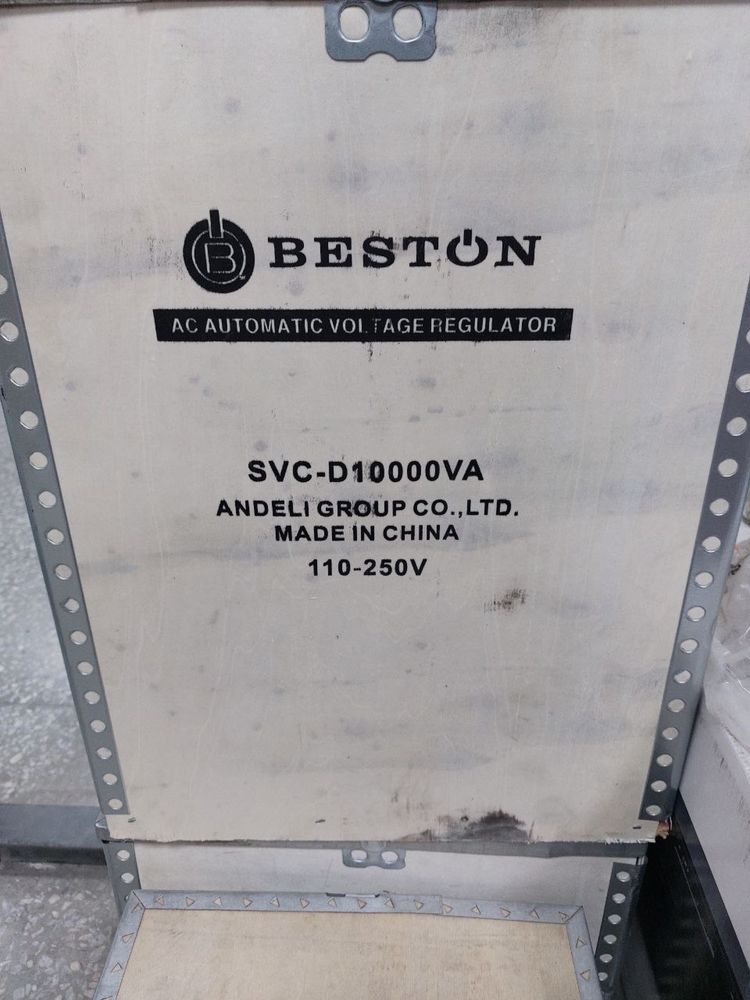 B BESTON
AC AUTOMATIC VOLTAGE REGULATOR
SVC-D10000VA
ANDELI GROUP CO.,LTD.
MADE IN CHINA
110-250V